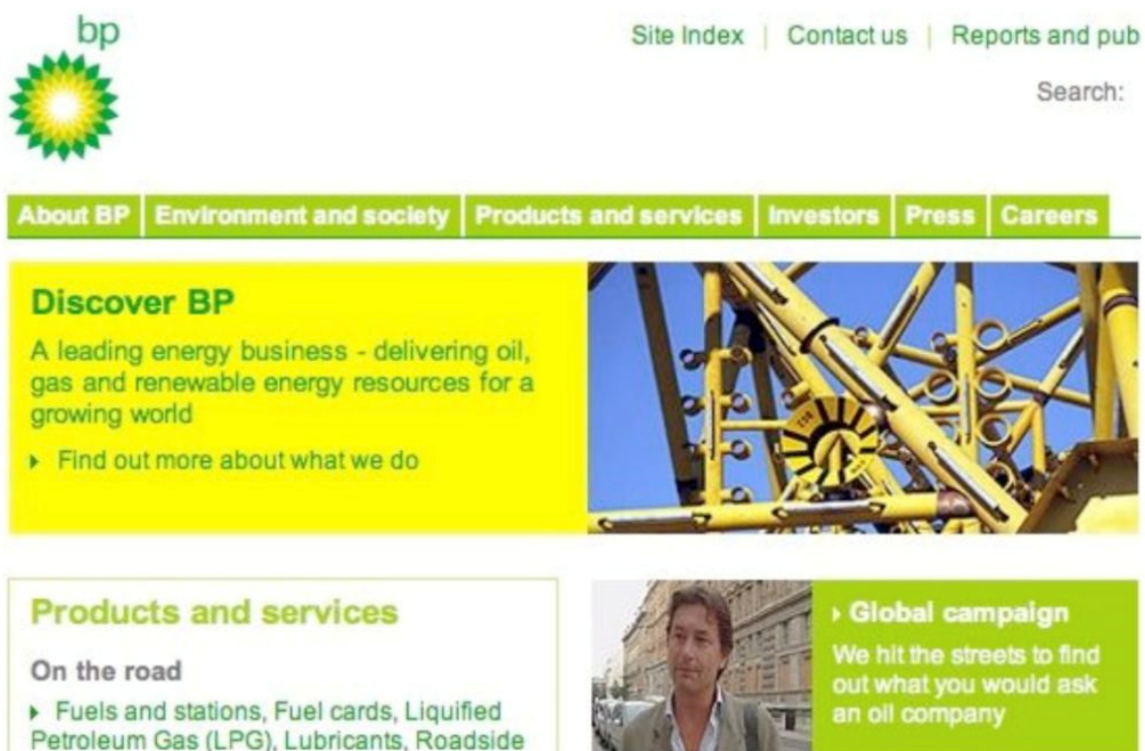 bp
Site Index | Contact us | Reports and pub
Search:
About BP | Environment and society | Products and services | Investors | Press | Careers
Discover BP
A leading energy business - delivering oil,
gas and renewable energy resources for a
growing world
Find out more about what we do
Products and services
On the road
Fuels and stations, Fuel cards, Liquified
Petroleum Gas (LPG), Lubricants, Roadside
Global campaign
We hit the streets to find
out what you would ask
an oil company